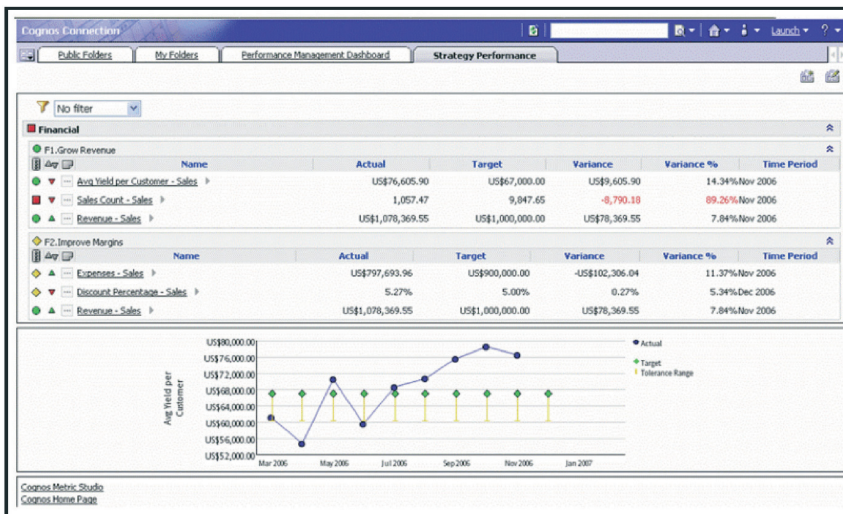 Cognos Connection
Launch ?
Public Folders My Folders Performance Management Dashboard Strategy Performance
No filter
Financial
F1.Grow Revenue
Name Actual Target Variance Variance % Time Period
Avg Yield per Customer - Sales US$76,605.90 US$67,000.00 US$9,605.90 14.34% Nov 2006
Sales Count - Sales 1,057.47 9,847.65 -8,790.18 89.26% Nov 2006
Revenue - Sales US$1,078,369.55 US$1,000,000.00 US$78,369.55 7.84% Nov 2006
F2.Improve Margins
Name Actual Target Variance Variance % Time Period
Expenses - Sales US$797,693.96 US$900,000.00 -US$102,306.04 11.37% Nov 2006
Discount Percentage - Sales 5.27% 5.00% 0.27% 5.34% Dec 2006
Revenue - Sales US$1,078,369.55 US$1,000,000.00 US$78,369.55 7.84% Nov 2006
Avg Yield per
Customer
US$80,000.00
US$76,000.00
US$72,000.00
US$68,000.00
US$64,000.00
US$60,000.00
US$56,000.00
US$52,000.00
Mar 2006 May 2006 Jul 2006 Sep 2006 Nov 2006 Jan 2007
Actual
Target
Tolerance Range
Cognos Metric Studio
Cognos Home Page